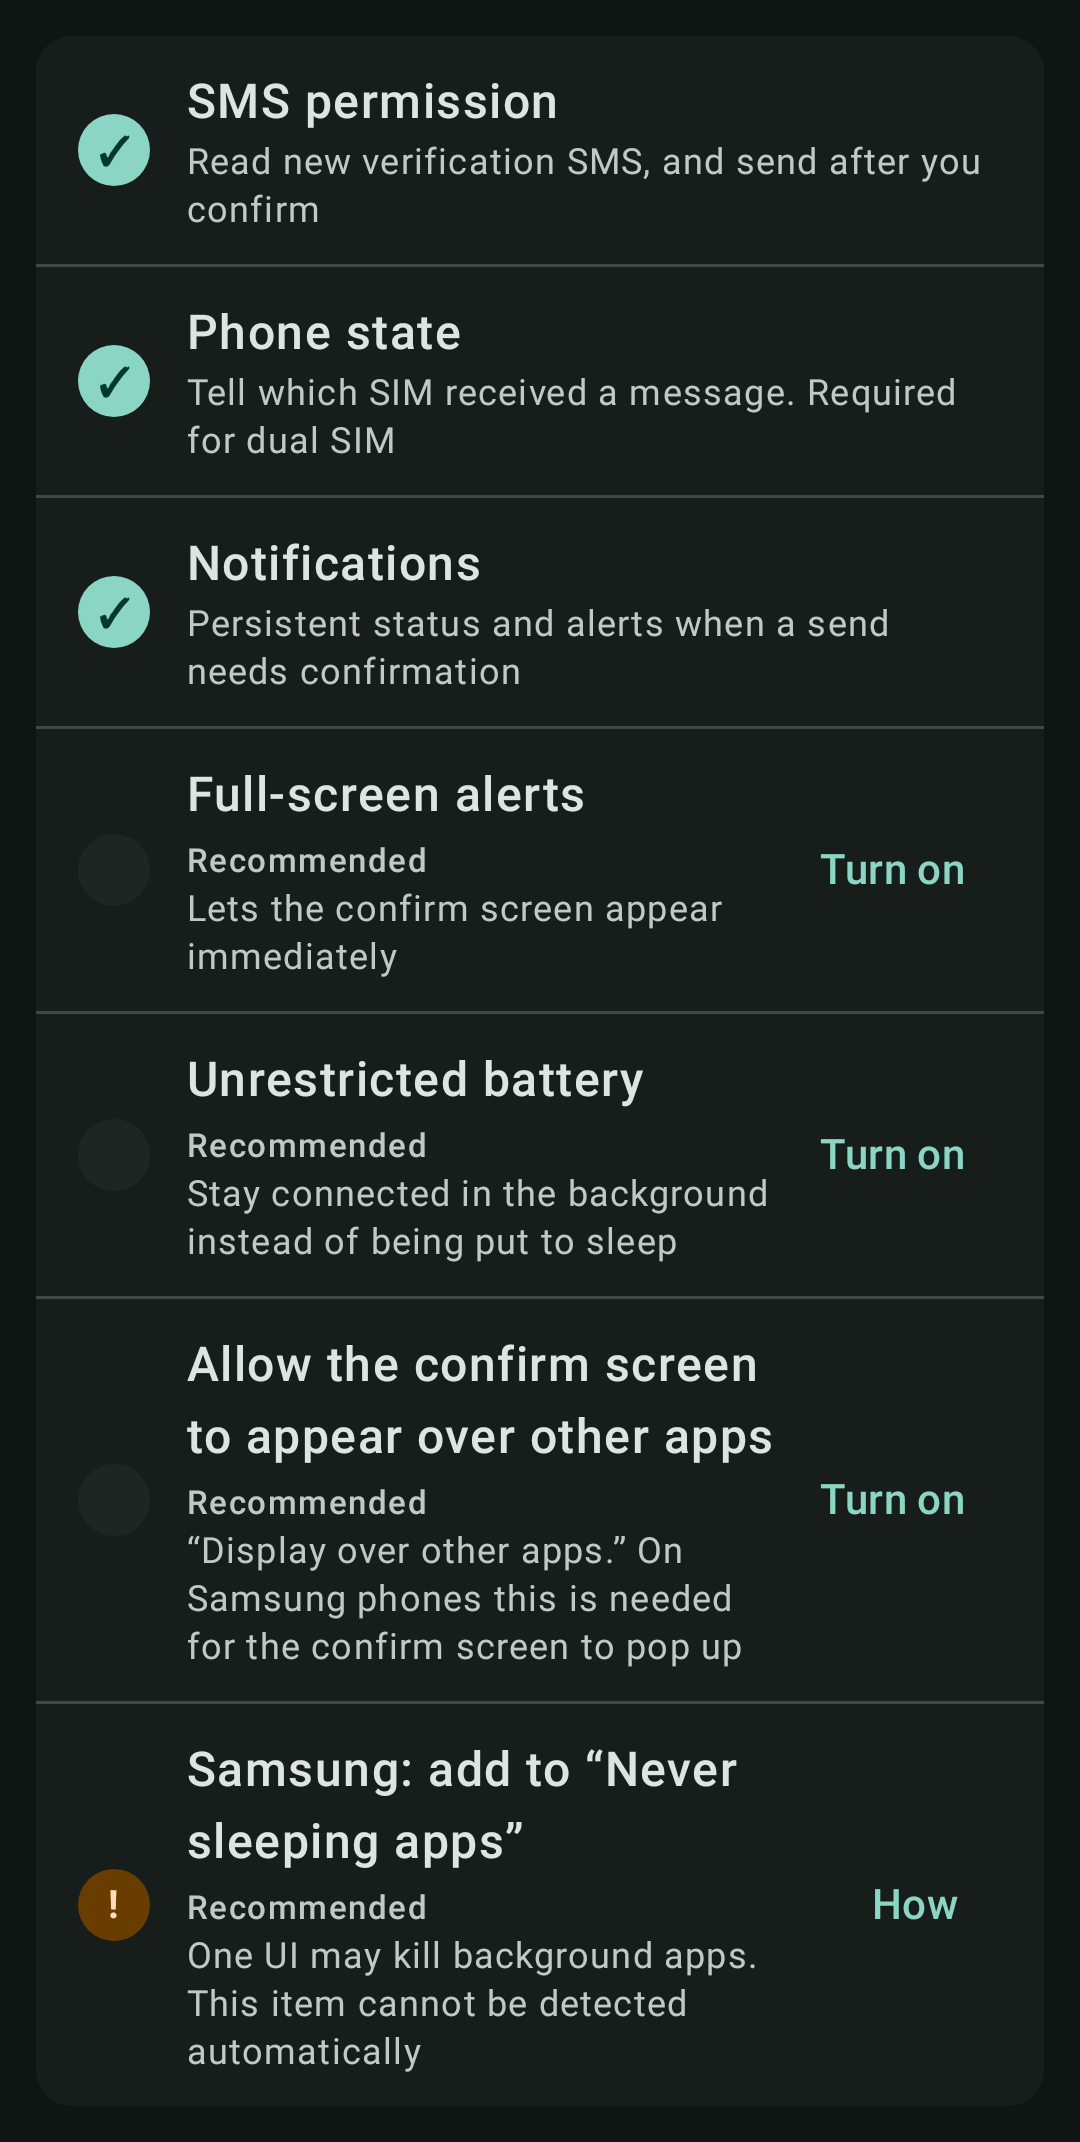 SMS permission
Read new verification SMS, and send after you
confirm
Phone state
Tell which SIM received a message. Required
for dual SIM
Notifications
Persistent status and alerts when a send
needs confirmation
Full-screen alerts
Recommended
Lets the confirm screen appear
immediately
Turn on
Unrestricted battery
Recommended
Stay connected in the background
instead of being put to sleep
Turn on
Allow the confirm screen
to appear over other apps
Recommended
“Display over other apps.” On
Samsung phones this is needed
for the confirm screen to pop up
Turn on
Samsung: add to “Never
sleeping apps”
Recommended
One UI may kill background apps.
This item cannot be detected
automatically
How